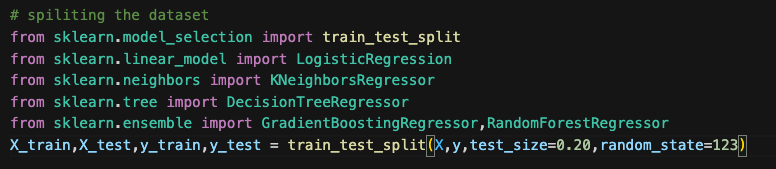 # spiliting the dataset
from sklearn.model_selection import train_test_split
from sklearn.linear_model import LogisticRegression
from sklearn.neighbors import KNeighborsRegressor
from sklearn.tree import DecisionTreeRegressor
from sklearn.ensemble import GradientBoostingRegressor,RandomForestRegressor
X_train,X_test,y_train,y_test = train_test_split(X,y,test_size=0.20,random_state=123)